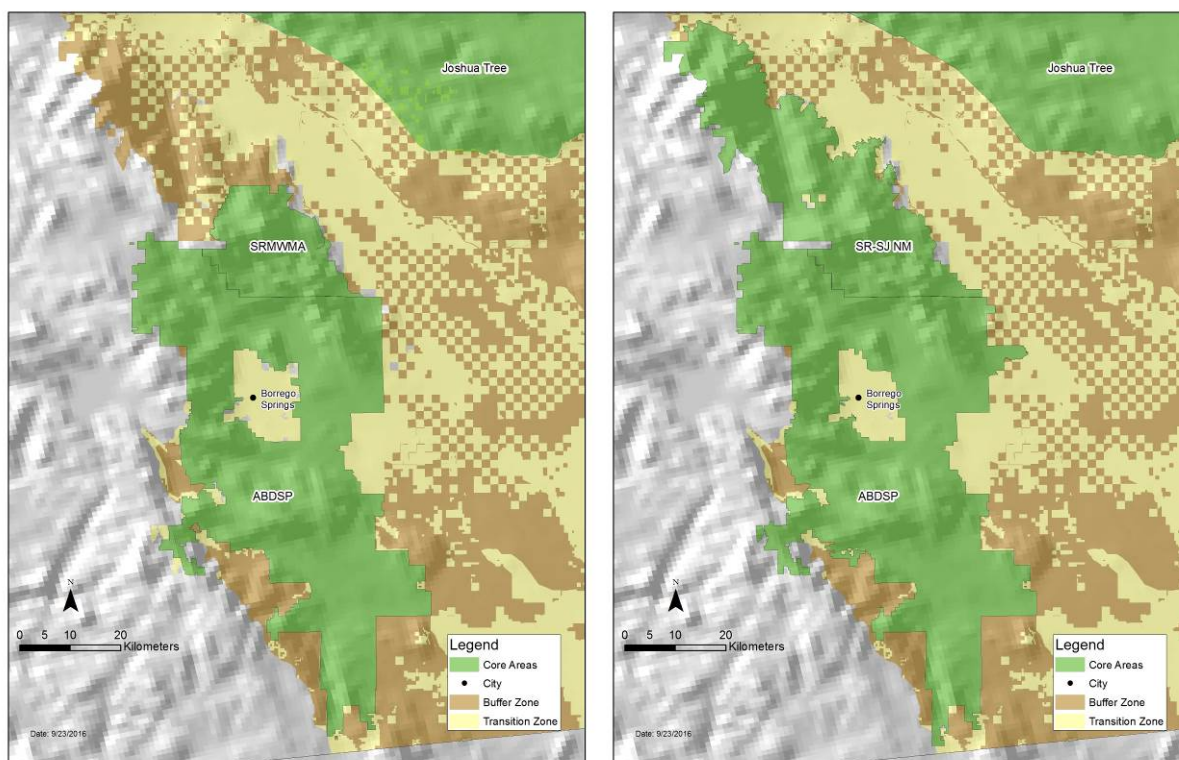 Joshua Tree
SRMWMA
Borrego
Springs
ABDSP
N
0 5 10 20
Kilometers
Legend
Core Areas
City
Buffer Zone
Transition Zone
Date: 9/23/2016
Joshua Tree
SR-SJ NM
Borrego
Springs
ABDSP
N
0 5 10 20
Kilometers
Legend
Core Areas
City
Buffer Zone
Transition Zone
Date: 9/23/2016